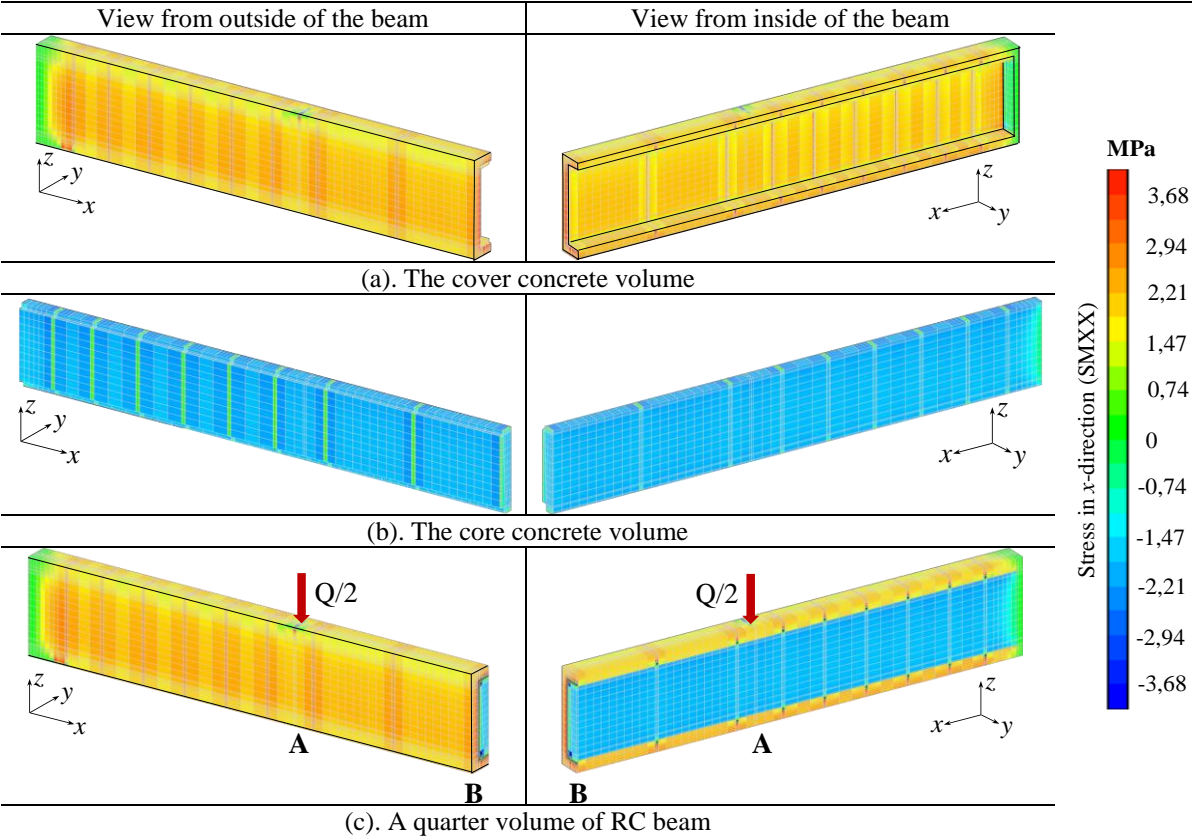 View from outside of the beam
View from inside of the beam
z
y
x
z
x
y
(a). The cover concrete volume
z
y
x
z
x
y
(b). The core concrete volume
Q/2
z
y
x
A
B
Q/2
z
x
y
A
B
(c). A quarter volume of RC beam
MPa
Stress in x-direction (SMXX)
3,68
2,94
2,21
1,47
0,74
0
-0,74
-1,47
-2,21
-2,94
-3,68